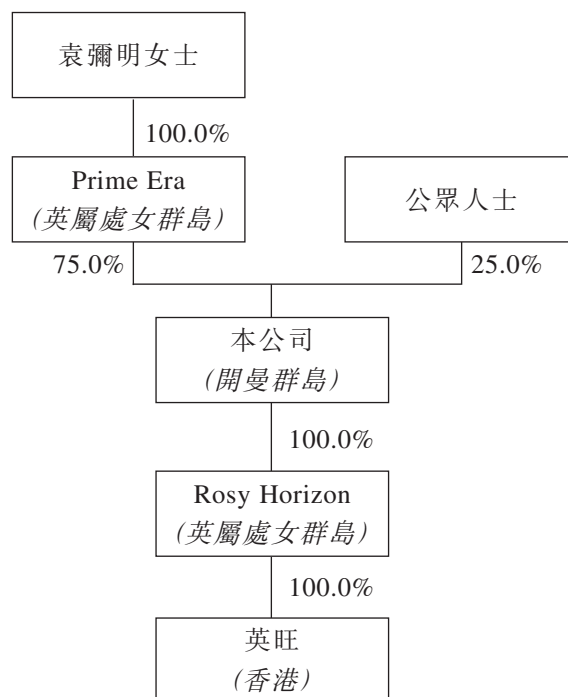 袁彌明女士
100.0%
Prime Era
(英屬處女群島)
公眾人士
75.0%
25.0%
本公司
(開曼群島)
100.0%
Rosy Horizon
(英屬處女群島)
100.0%
英旺
(香港)